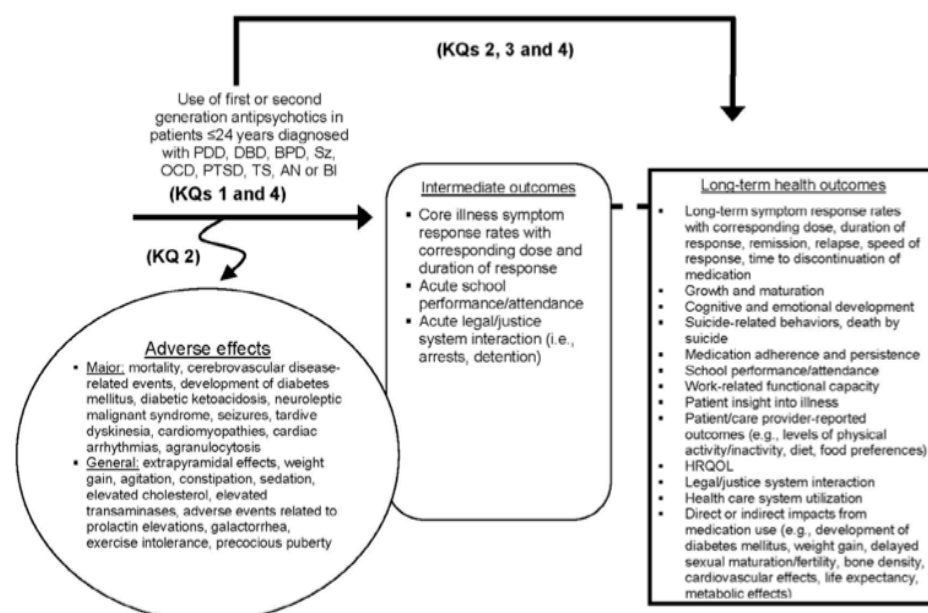 (KQs 2, 3 and 4)
Use of first or second
generation antipsychotics in
patients ≤24 years diagnosed
with PDD, DBD, BPD, Sz,
OCD, PTSD, TS, AN or BI
(KQs 1 and 4)
(KQ 2)
Adverse effects
▪ Major: mortality, cerebrovascular disease-
related events, development of diabetes
mellitus, diabetic ketoacidosis, neuroleptic
malignant syndrome, seizures, tardive
dyskinesia, cardiomyopathies, cardiac
arrhythmias, agranulocytosis
▪ General: extrapyramidal effects, weight
gain, agitation, constipation, sedation,
elevated cholesterol, elevated
transaminases, adverse events related to
prolactin elevations, galactorrhea,
exercise intolerance, precocious puberty
Intermediate outcomes
▪ Core illness symptom
response rates with
corresponding dose and
duration of response
▪ Acute school
performance/attendance
▪ Acute legal/justice
system interaction (i.e.,
arrests, detention)
Long-term health outcomes
▪ Long-term symptom response rates
with corresponding dose, duration of
response, remission, relapse, speed of
response, time to discontinuation of
medication
▪ Growth and maturation
▪ Cognitive and emotional development
▪ Suicide-related behaviors, death by
suicide
▪ Medication adherence and persistence
▪ School performance/attendance
▪ Work-related functional capacity
▪ Patient insight into illness
▪ Patient/care provider-reported
outcomes (e.g., levels of physical
activity/inactivity, diet, food preferences)
▪ HRQOL
▪ Legal/justice system interaction
▪ Health care system utilization
▪ Direct or indirect impacts from
medication use (e.g., development of
diabetes mellitus, weight gain, delayed
sexual maturation/fertility, bone density,
cardiovascular effects, life expectancy,
metabolic effects)